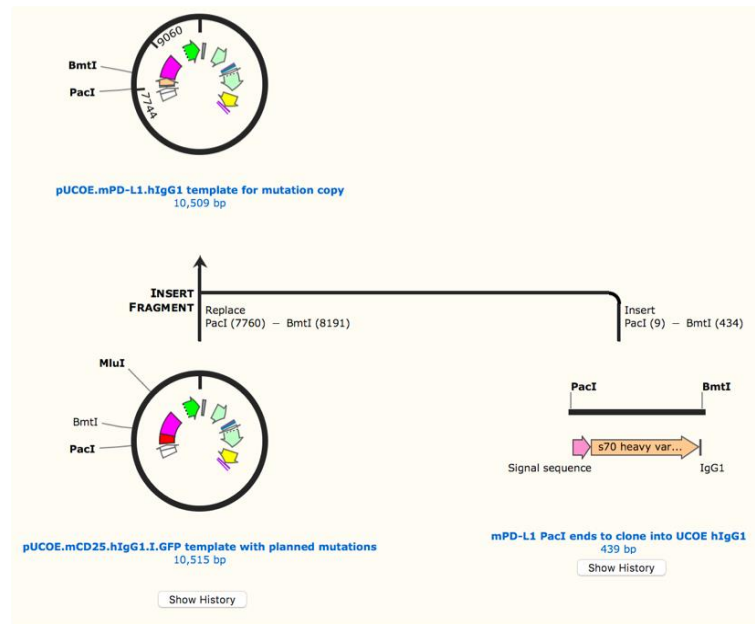 9060
BmtI
PacI
7744
pUCOE.mPD-L1.hIgG1 template for mutation copy
10,509 bp
INSERT
FRAGMENT
Replace
PacI (7760) – BmtI (8191)
Insert
PacI (9) – BmtI (434)
MluI
BmtI
PacI
pUCOE.mCD25.hIgG1.I.GFP template with planned mutations
10,515 bp
Show History
PacI
BmtI
s70 heavy var...
Signal sequence
IgG1
mPD-L1 PacI ends to clone into UCOE hIgG1
439 bp
Show History